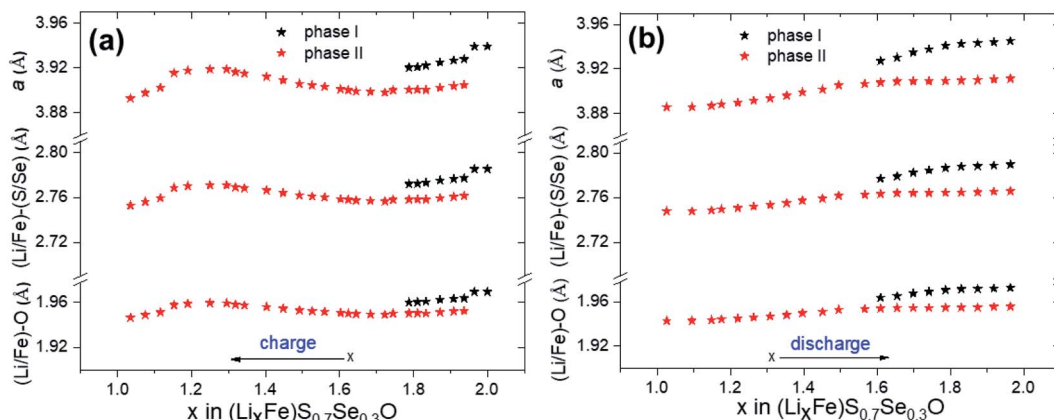 (a)
phase I
phase II
a (Å)
3.96
3.92
3.88
(Li/Fe)-(S/Se) (Å)
2.80
2.76
2.72
(Li/Fe)-O (Å)
1.96
1.92
charge
x
1.0 1.2 1.4 1.6 1.8 2.0
x in (LiXFe)S0.7Se0.3O
(b)
phase I
phase II
a (Å)
3.96
3.92
3.88
(Li/Fe)-(S/Se) (Å)
2.80
2.76
2.72
(Li/Fe)-O (Å)
1.96
1.92
discharge
x
1.0 1.2 1.4 1.6 1.8 2.0
x in (LiXFe)S0.7Se0.3O